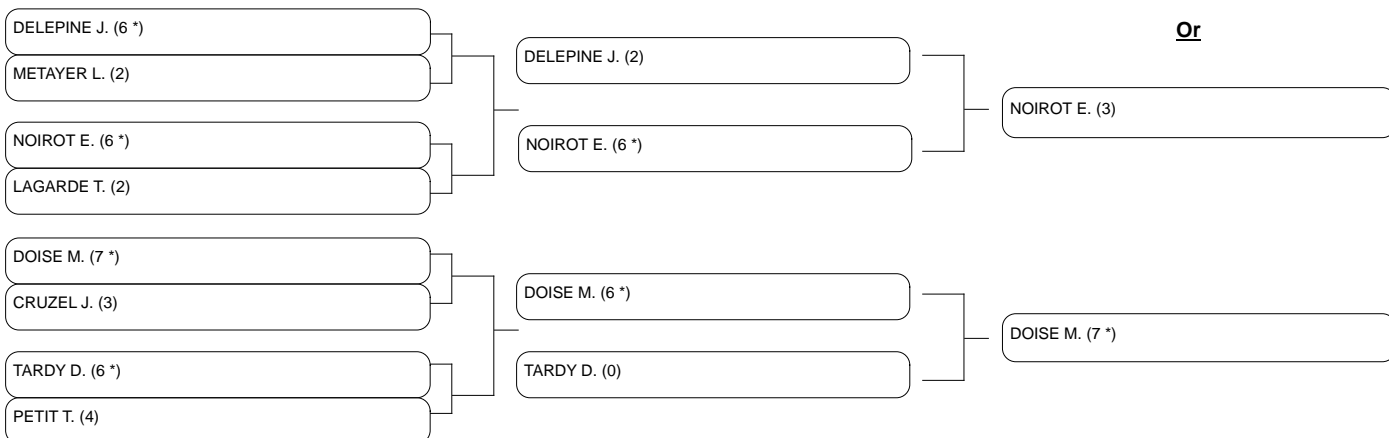 DELEPINE J. (6 *)
METAYER L. (2)
NOIROT E. (6 *)
LAGARDE T. (2)
DOISE M. (7 *)
CRUZEL J. (3)
TARDY D. (6 *)
PETIT T. (4)
DELEPINE J. (2)
NOIROT E. (6 *)
DOISE M. (6 *)
TARDY D. (0)
Or
NOIROT E. (3)
DOISE M. (7 *)